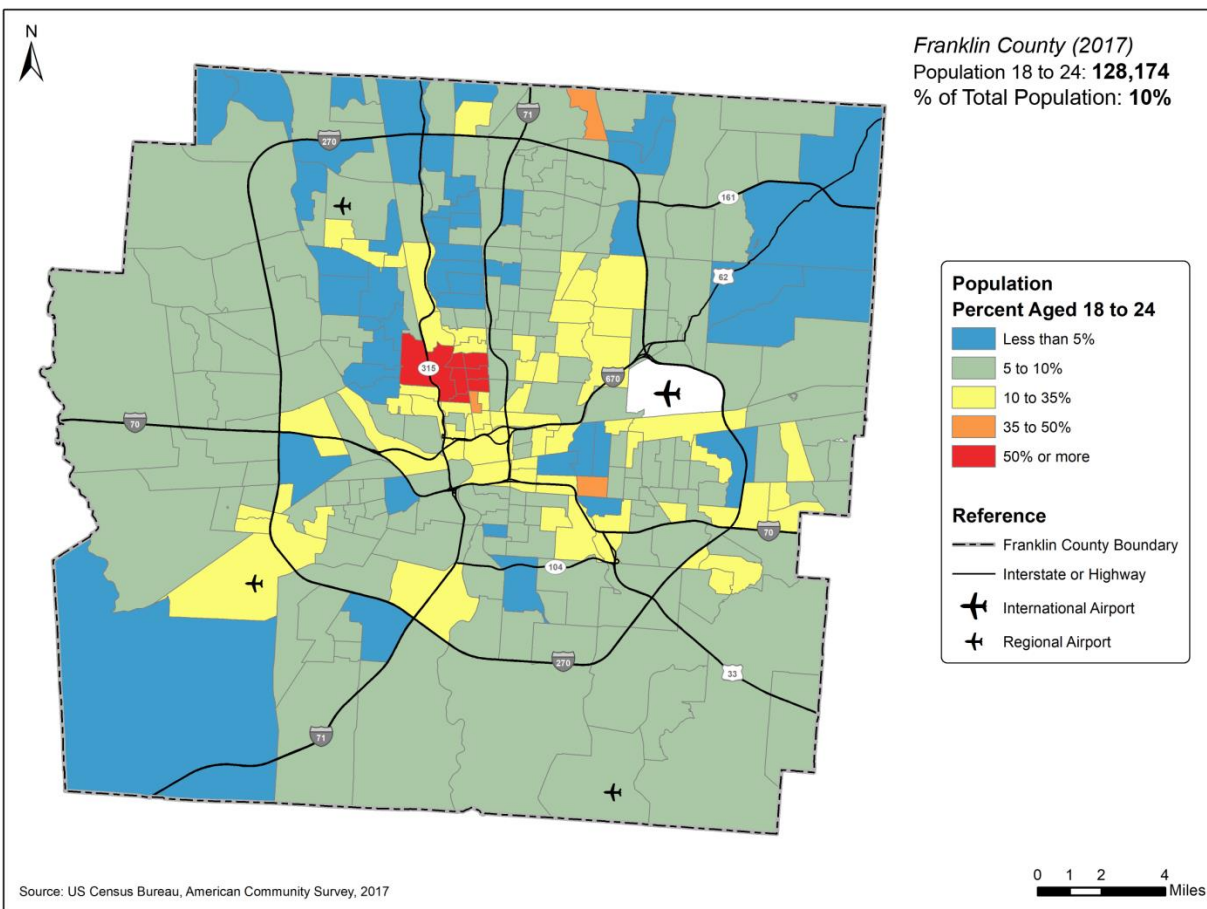 N
Franklin County (2017)
Population 18 to 24: 128,174
% of Total Population: 10%
71
270
161
62
315
670
70
70
104
270
33
71
Population
Percent Aged 18 to 24
Less than 5%
5 to 10%
10 to 35%
35 to 50%
50% or more
Reference
Franklin County Boundary
Interstate or Highway
International Airport
Regional Airport
Source: US Census Bureau, American Community Survey, 2017
0 1 2 4
Miles